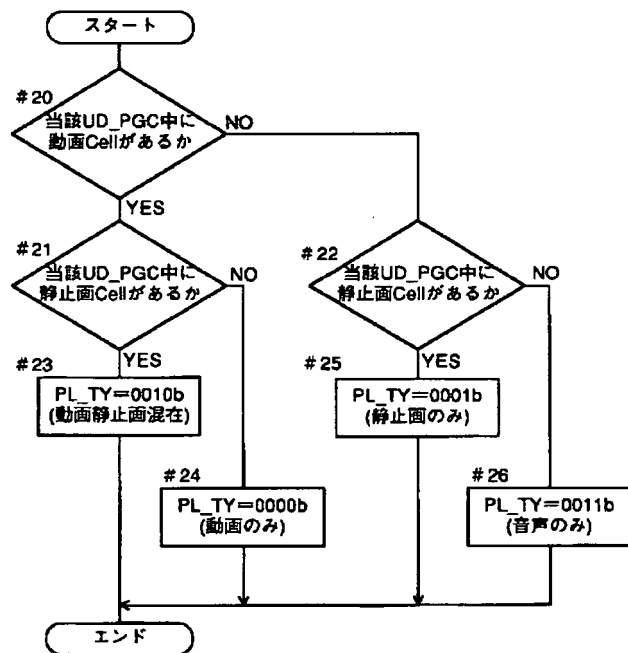 スタート
#20
当該UD_PGC中に
動画Cellがあるか
NO
YES
#21
当該UD_PGC中に
静止画Cellがあるか
NO
YES
#22
当該UD_PGC中に
静止画Cellがあるか
NO
YES
#23
PL_TY=0010b
(動画静止画混在)
#25
PL_TY=0001b
(静止画のみ)
#24
PL_TY=0000b
(動画のみ)
#26
PL_TY=0011b
(音声のみ)
エンド